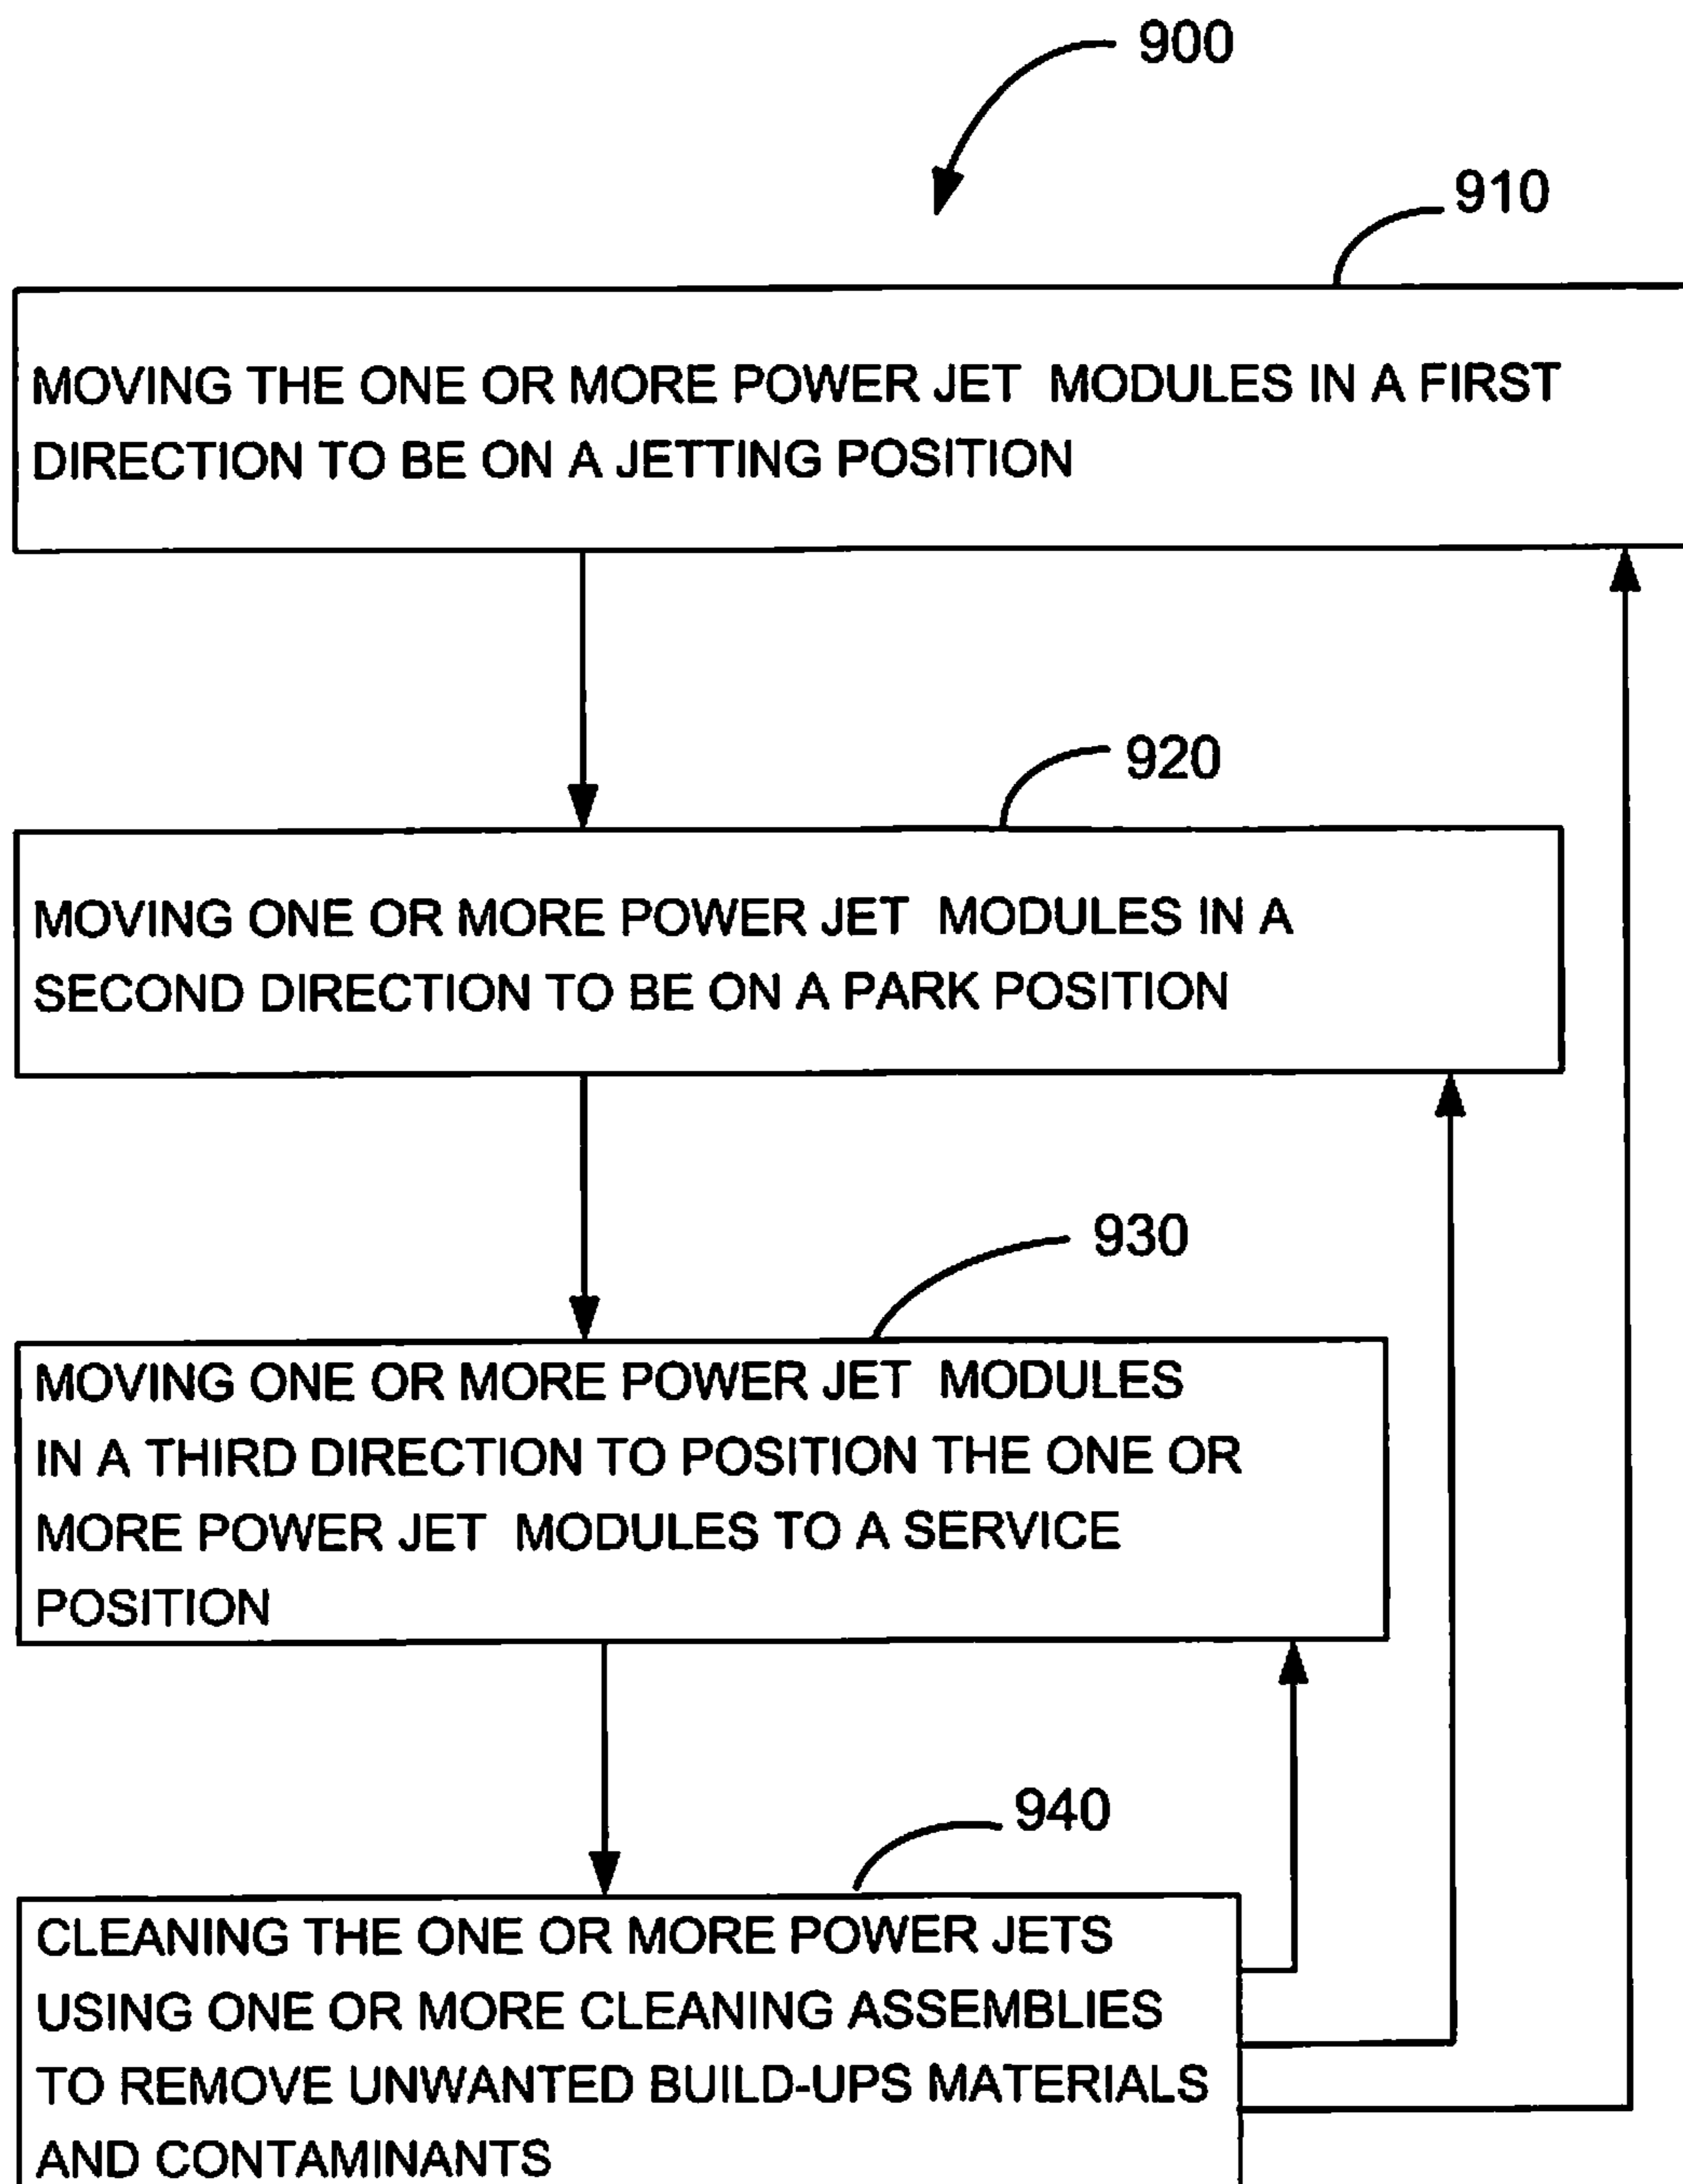 900
910
MOVING THE ONE OR MORE POWER JET MODULES IN A FIRST
DIRECTION TO BE ON A JETTING POSITION
920
MOVING ONE OR MORE POWER JET MODULES IN A
SECOND DIRECTION TO BE ON A PARK POSITION
930
MOVING ONE OR MORE POWER JET MODULES
IN A THIRD DIRECTION TO POSITION THE ONE OR
MORE POWER JET MODULES TO A SERVICE
POSITION
940
CLEANING THE ONE OR MORE POWER JETS
USING ONE OR MORE CLEANING ASSEMBLIES
TO REMOVE UNWANTED BUILD-UPS MATERIALS
AND CONTAMINANTS